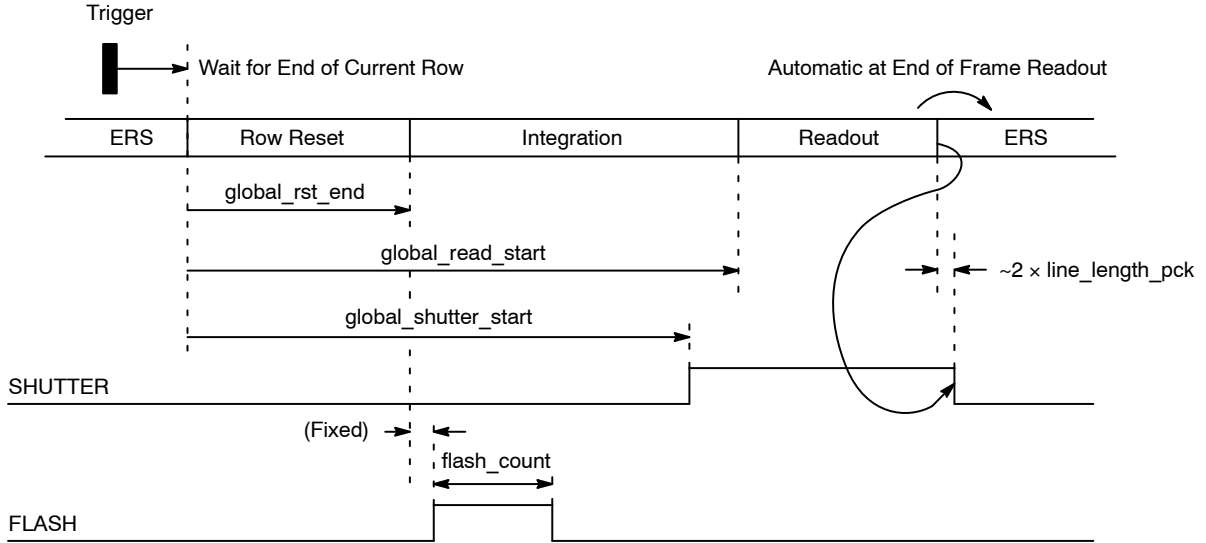 Trigger
Wait for End of Current Row
Automatic at End of Frame Readout
ERS Row Reset Integration Readout ERS
global_rst_end
global_read_start
~2 × line_length_pck
global_shutter_start
SHUTTER
(Fixed)
flash_count
FLASH